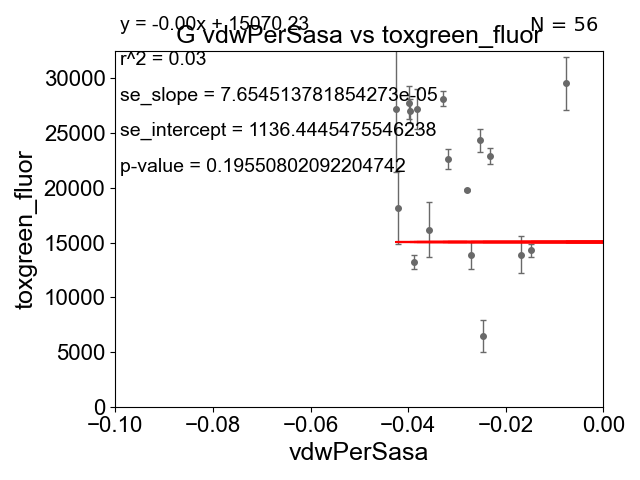 y = -0.00x + 15070.23
N = 56
G vdwPerSasa vs toxgreen_fluor
r^2 = 0.03
se_slope = 7.654513781854273e-05
se_intercept = 1136.4445475546238
p-value = 0.19550802092204742
30000
25000
20000
15000
10000
5000
0
toxgreen_fluor
−0.10 −0.08 −0.06 −0.04 −0.02 0.00
vdwPerSasa